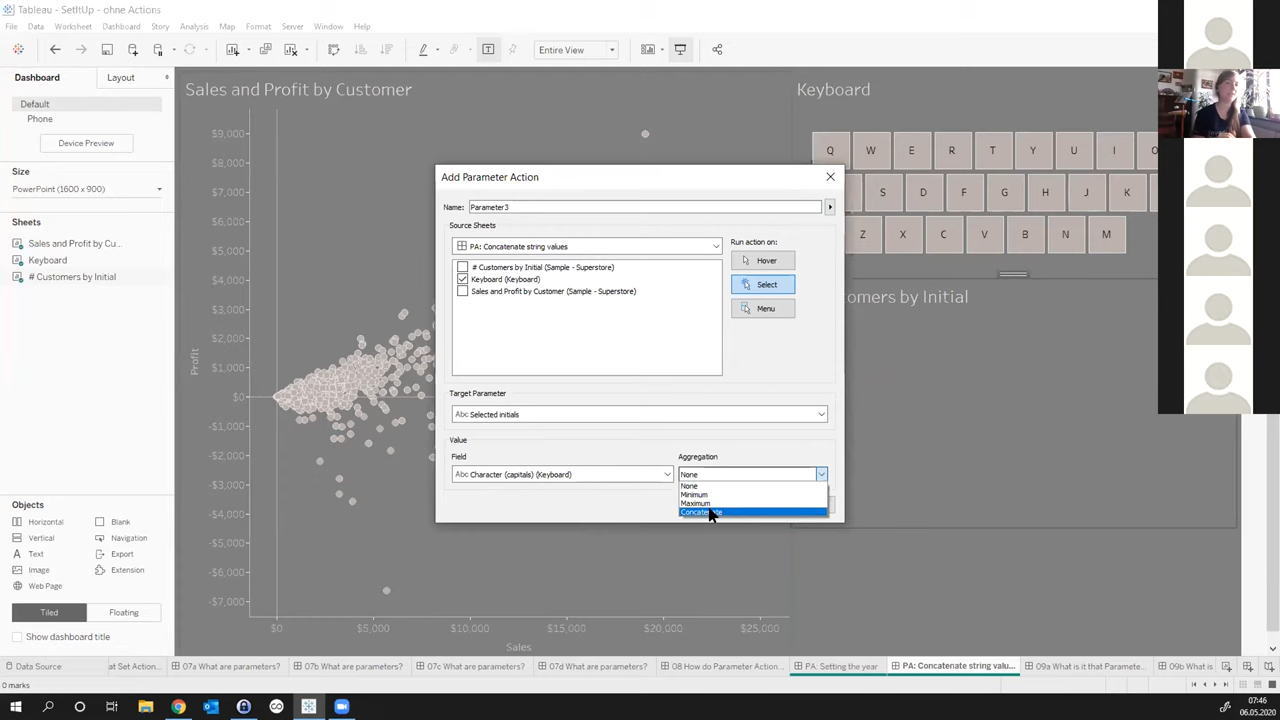 Tableau - SetItUp - ohne Actions
File Data Worksheet Dashboard Story Analysis Map Format Server Window Help
Entire View
Dashboard Layout
Default
Phone
Device Preview
Size
PowerPoint (1600 x 900)
Sheets
Sales and Profit by Cu...
Keyboard
# Customers by Initial
Objects
Horizontal Blank
Vertical Navigation
Text Export
Image Extension
Web Page
Tiled Floating
Show dashboard title
Sales and Profit by Customer
$9,000
$8,000
$7,000
$6,000
$5,000
$4,000
$3,000
$2,000
$1,000
$0
-$1,000
-$2,000
-$3,000
-$4,000
-$5,000
-$6,000
-$7,000
Profit
$0 $5,000 $10,000 $15,000 $20,000 $25,000
Sales
Keyboard
Q W E R T Y U I O
S D F G H J K
Z X C V B N M
tomers by Initial
Add Parameter Action
Name: Parameter3
Source Sheets
PA: Concatenate string values
# Customers by Initial (Sample - Superstore)
Keyboard (Keyboard)
Sales and Profit by Customer (Sample - Superstore)
Run action on:
Hover
Select
Menu
Target Parameter
Abc Selected initials
Value
Field Aggregation
Abc Character (capitals) (Keyboard) None
None
Minimum
Maximum
Concatenate
Data Source at Set Action... 07a What are parameters? 07b What are parameters? 07c What are parameters? 07d What are parameters? 08 How do Parameter Action... PA: Setting the year PA: Concatenate string valu... 09a What is it that Paramete... 09b What is
0 marks
07:46
06.05.2020